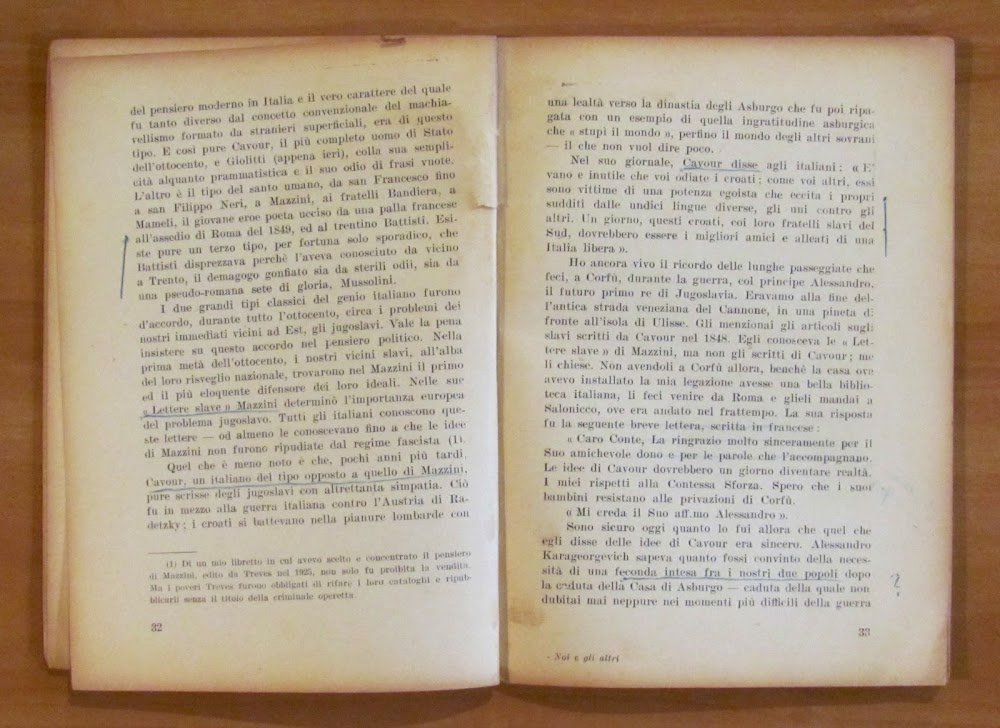 del pensiero moderno in Italia e il vero carattere del quale
fu tanto diverso dal concetto convenzionale del machia-
vellismo formato da stranieri superficiali, era di questo
tipo. E così pure Cavour, il più completo uomo di Stato
dell'ottocento, e Giolitti (appena ieri), colla sua sempli-
cità alquanto prammatistica e il suo odio di frasi vuote.
L'altro è il tipo del santo umano, da san Francesco fino
a san Filippo Neri, a Mazzini, ai fratelli Bandiera, a
Mameli, il giovane eroe poeta ucciso da una palla francese
all'assedio di Roma del 1849, ed al trentino Battisti. Esi-
ste pure un terzo tipo, per fortuna solo sporadico, che
Battisti disprezzava perchè l'aveva conosciuto da vicino
a Trento, il demagogo gonfiato sia da sterili odii, sia da
una pseudo-romana sete di gloria, Mussolini.
I due grandi tipi classici del genio italiano furono
d'accordo, durante tutto l'ottocento, circa i problemi dei
nostri immediati vicini ad Est, gli jugoslavi. Vale la pena
insistere su questo accordo nel pensiero politico. Nella
prima metà dell'ottocento, i nostri vicini slavi, all'alba
del loro risveglio nazionale, trovarono nel Mazzini il primo
ed il più eloquente difensore dei loro ideali. Nelle sue
« Lettere slave » Mazzini determinò l'importanza europea
del problema jugoslavo. Tutti gli italiani conoscono que-
ste lettere — od almeno le conoscevano fino a che le idee
di Mazzini non furono ripudiate dal regime fascista (1).
Quel che è meno noto è che, pochi anni più tardi,
Cavour, un italiano del tipo opposto a quello di Mazzini,
pure scrisse degli jugoslavi con altrettanta simpatia. Ciò
fu in mezzo alla guerra italiana contro l'Austria di Ra-
detzky; i croati si battevano nella pianure lombarde con
(1) Di un mio libretto in cui avevo scelto e concentrato il pensiero
di Mazzini, edito da Treves nel 1925, non solo fu proibita la vendita.
Ma i poveri Treves furono obbligati di rifare i loro cataloghi e ripub-
blicarli senza il titolo della criminale operetta.
32
una lealtà verso la dinastia degli Asburgo che fu poi ripa-
gata con un esempio di quella ingratitudine asburgica
che « stupì il mondo », perfino il mondo degli altri sovrani
— il che non vuol dire poco.
Nel suo giornale, Cavour disse agli italiani: « E'
vano e inutile che voi odiate i croati; come voi altri, essi
sono vittime di una potenza egoista che eccita i propri
sudditi dalle undici lingue diverse, gli uni contro gli
altri. Un giorno, questi croati, coi loro fratelli slavi del
Sud, dovrebbero essere i migliori amici e alleati di una
Italia libera ».
Ho ancora vivo il ricordo delle lunghe passeggiate che
feci, a Corfù, durante la guerra, col principe Alessandro,
il futuro primo re di Jugoslavia. Eravamo alla fine del-
l'antica strada veneziana del Cannone, in una pineta di
fronte all'isola di Ulisse. Gli menzionai gli articoli sugli
slavi scritti da Cavour nel 1848. Egli conosceva le « Let-
tere slave » di Mazzini, ma non gli scritti di Cavour; me
li chiese. Non avendoli a Corfù allora, benchè la casa ove
avevo installato la mia legazione avesse una bella biblio-
teca italiana, li feci venire da Roma e glieli mandai a
Salonicco, ove era andato nel frattempo. La sua risposta
fu la seguente breve lettera, scritta in francese:
« Caro Conte, La ringrazio molto sinceramente per il
Suo amichevole dono e per le parole che l'accompagnano.
Le idee di Cavour dovrebbero un giorno diventare realtà.
I miei rispetti alla Contessa Sforza. Spero che i suoi
bambini resistano alle privazioni di Corfù.
« Mi creda il Suo aff.mo Alessandro ».
Sono sicuro oggi quanto lo fui allora che quel che
egli disse delle idee di Cavour era sincero. Alessandro
Karageorgevich sapeva quanto fossi convinto della neces-
sità di una feconda intesa fra i nostri due popoli dopo
la caduta della Casa di Asburgo — caduta della quale non
dubitai mai neppure nei momenti più difficili della guerra
?
33
- Noi e gli altri